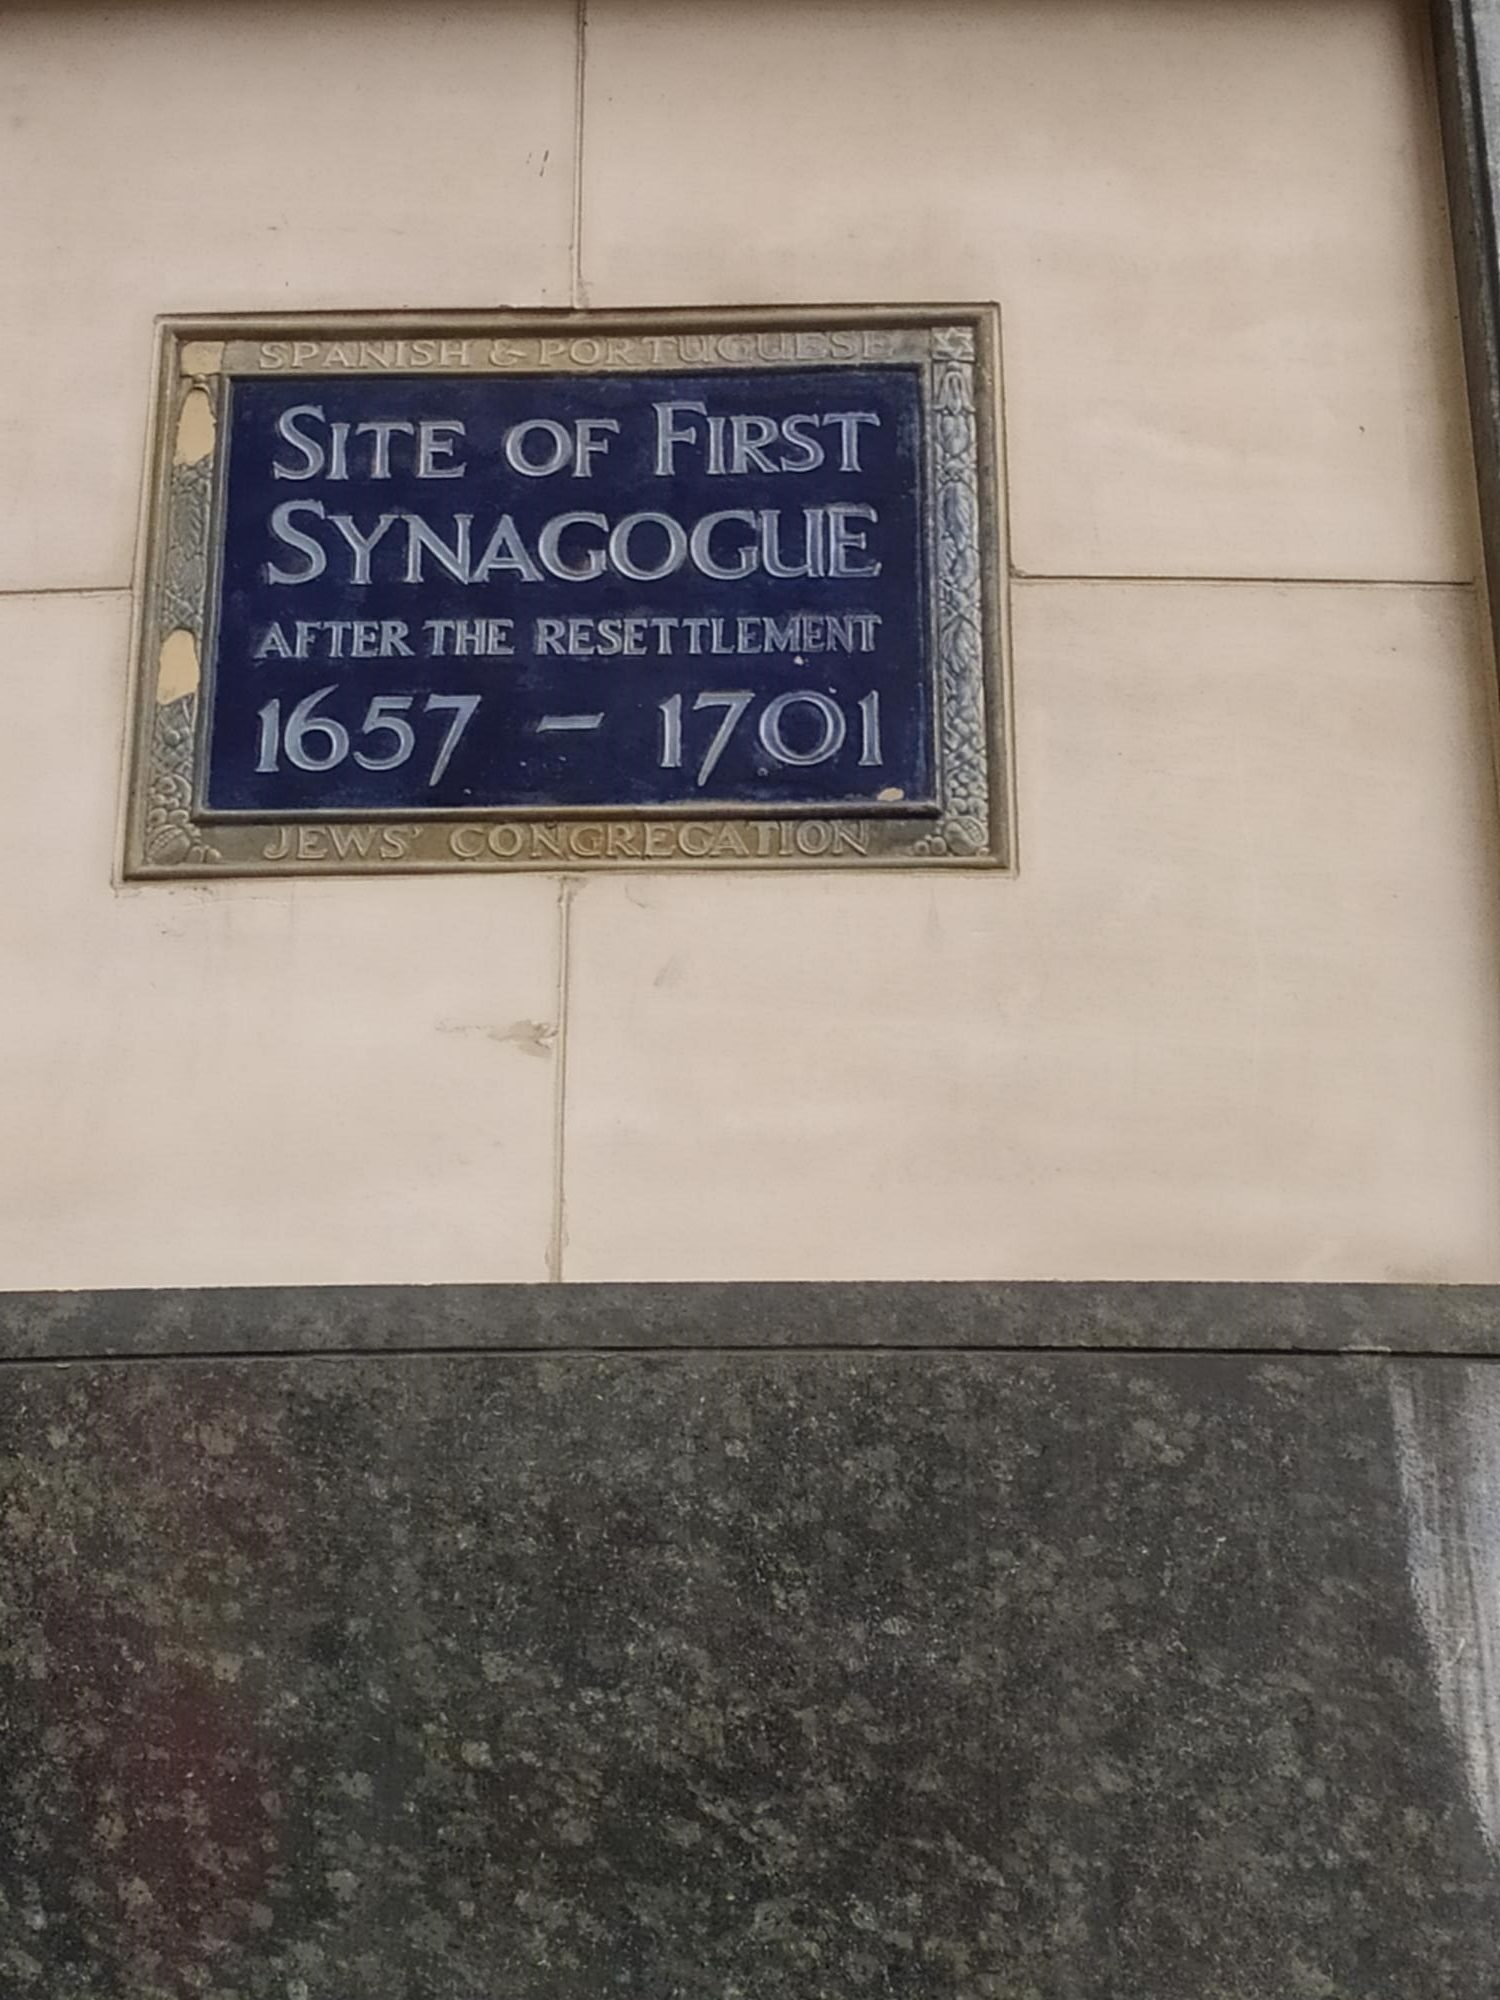 SPANISH & PORTUGUESE
SITE OF FIRST
SYNAGOGUE
AFTER THE RESETTLEMENT
1657 – 1701
JEWS' CONGREGATION